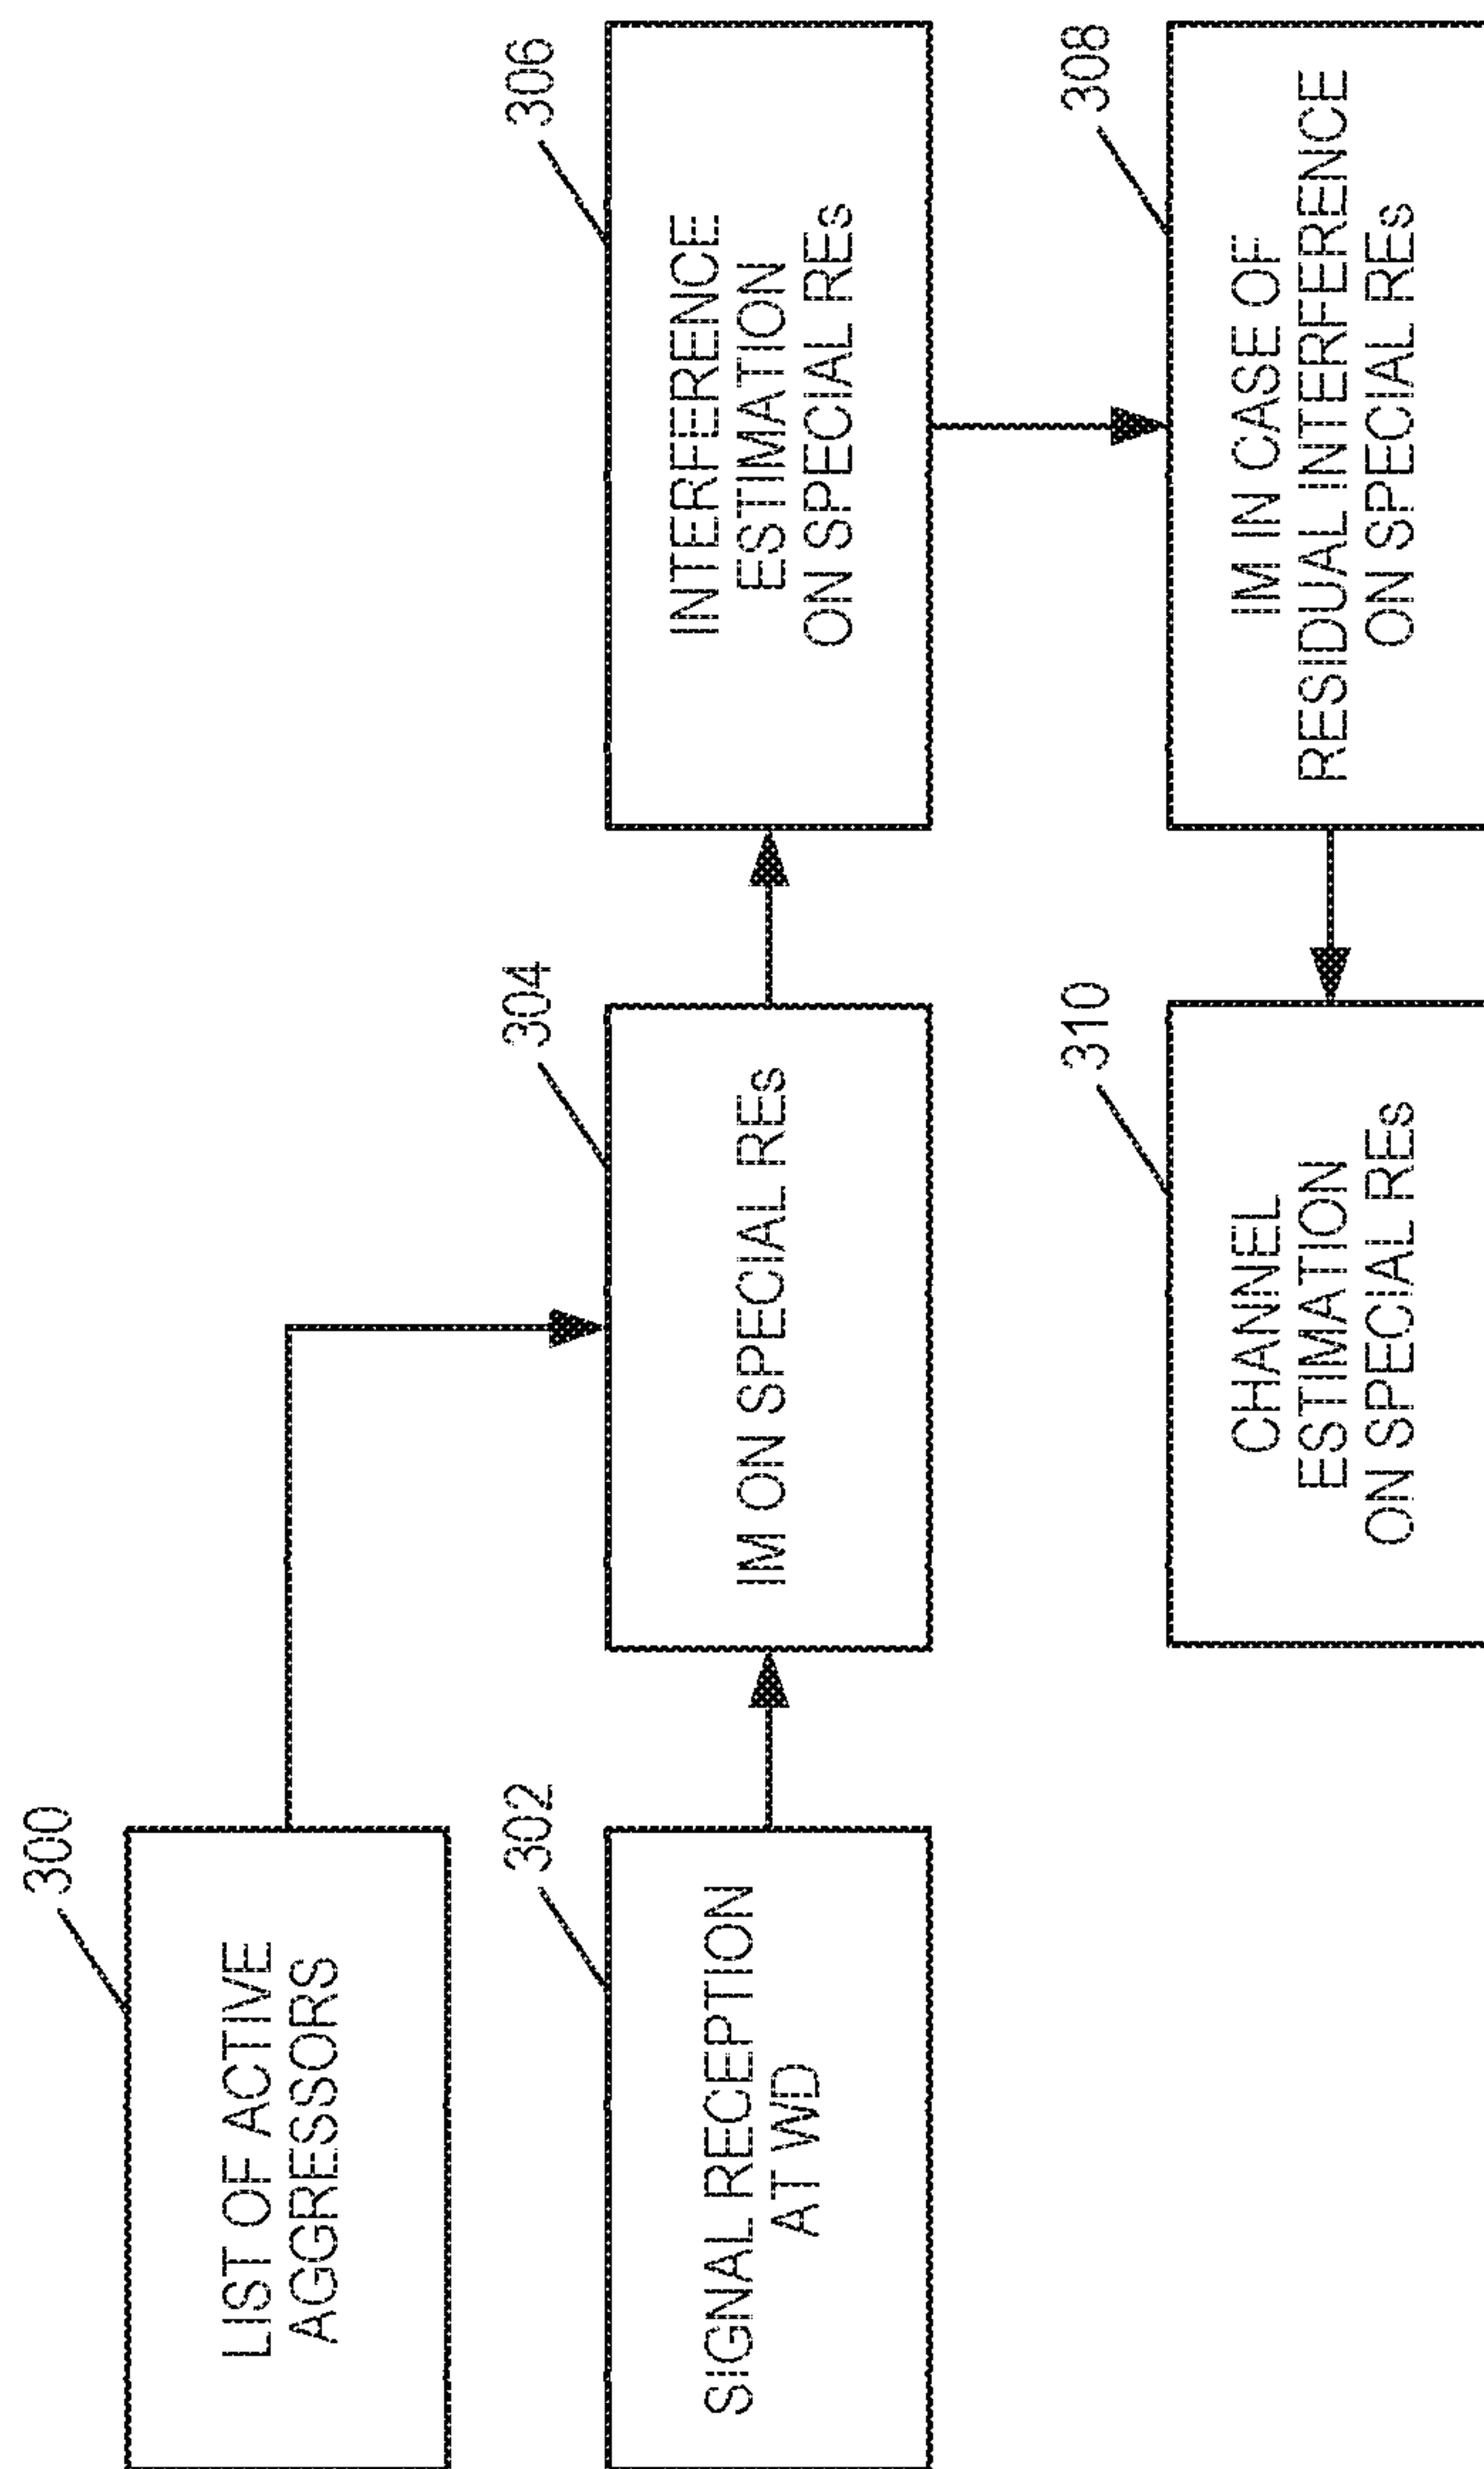 300
LIST OF ACTIVE
AGGRESSORS
302
SIGNAL RECEPTION
AT WD
304
IM ON SPECIAL REs
306
INTERFERENCE
ESTIMATION
ON SPECIAL REs
308
IM IN CASE OF
RESIDUAL INTERFERENCE
ON SPECIAL REs
310
CHANNEL
ESTIMATION
ON SPECIAL REs